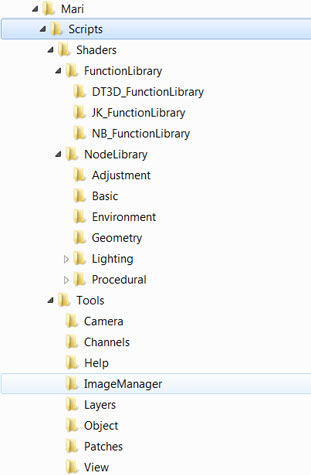 Mari
Scripts
Shaders
FunctionLibrary
DT3D_FunctionLibrary
JK_FunctionLibrary
NB_FunctionLibrary
NodeLibrary
Adjustment
Basic
Environment
Geometry
Lighting
Procedural
Tools
Camera
Channels
Help
ImageManager
Layers
Object
Patches
View